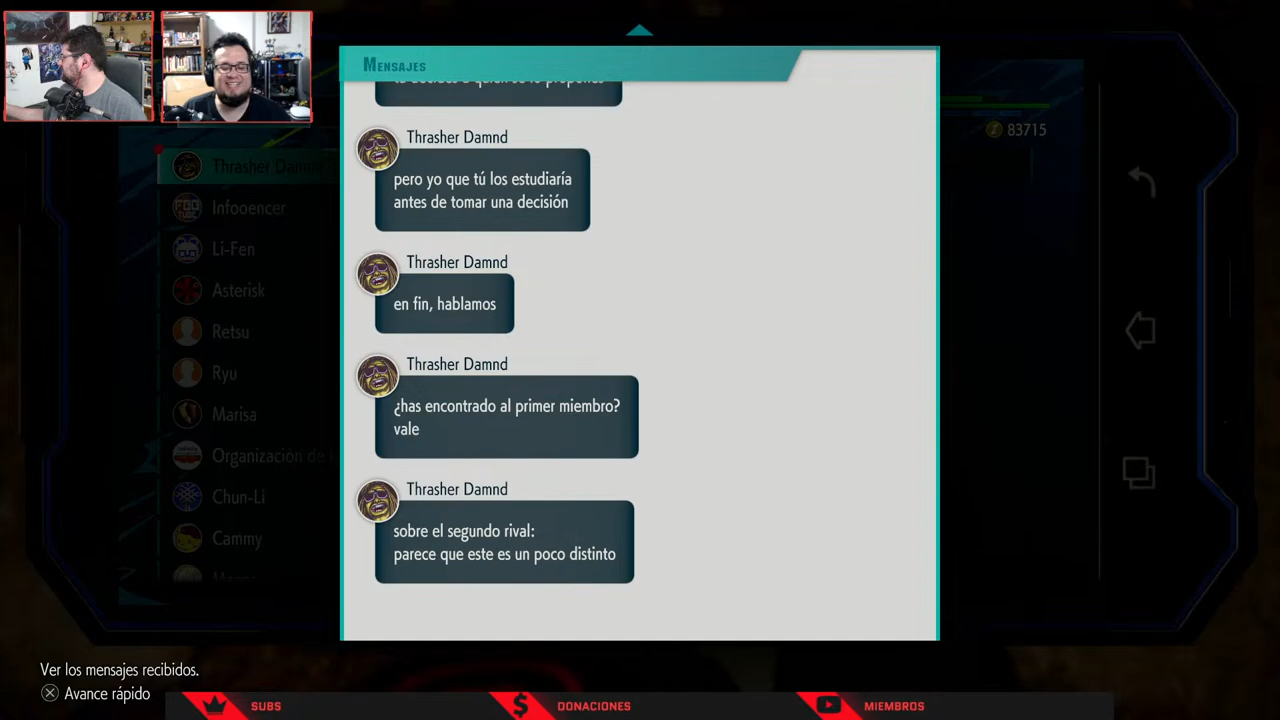 MENSAJES
Thrasher Damnd
pero yo que tú los estudiaría
antes de tomar una decisión
Thrasher Damnd
en fin, hablamos
Thrasher Damnd
¿has encontrado al primer miembro?
vale
Thrasher Damnd
sobre el segundo rival:
parece que este es un poco distinto
83715
Thrasher Damnd
Infooencer
Li-Fen
Asterisk
Retsu
Ryu
Marisa
Organización de
Chun-Li
Cammy
Ver los mensajes recibidos.
Avance rápido
SUBS
DONACIONES
MIEMBROS